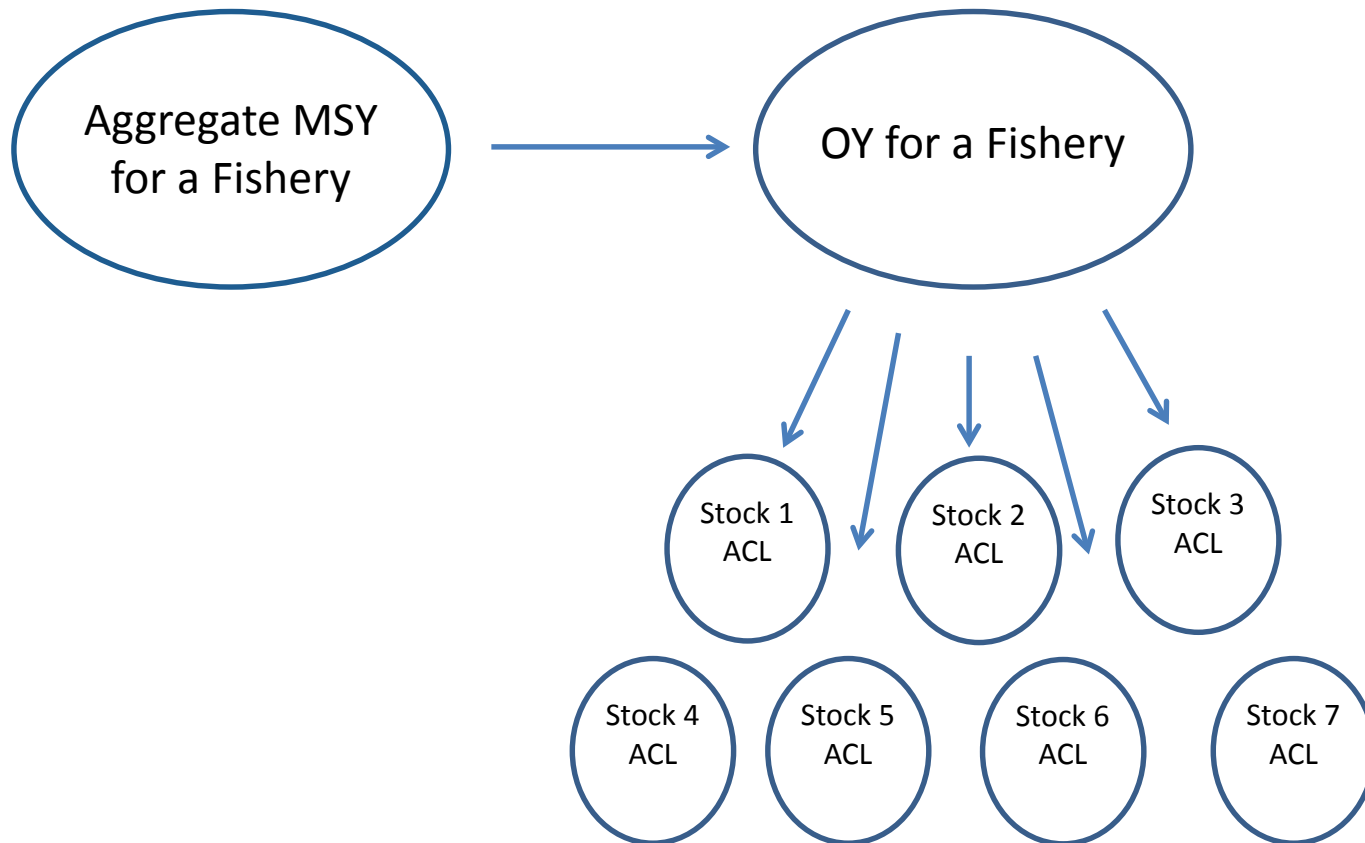 Aggregate MSY
for a Fishery
OY for a Fishery
Stock 1
ACL
Stock 2
ACL
Stock 3
ACL
Stock 4
ACL
Stock 5
ACL
Stock 6
ACL
Stock 7
ACL